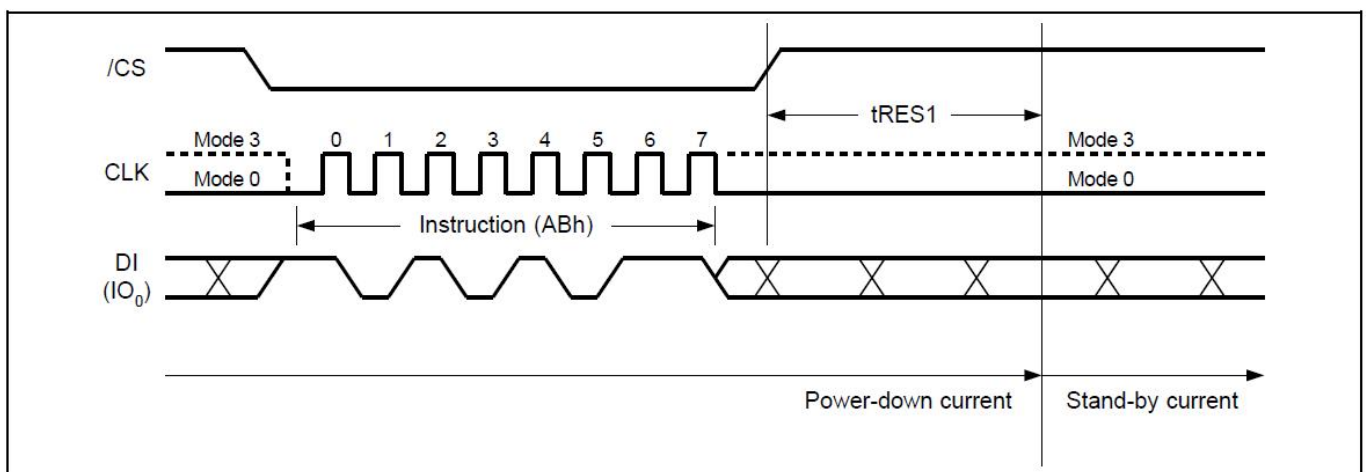 /CS
tRES1
Mode 3 0 1 2 3 4 5 6 7 Mode 3
CLK
Mode 0 Mode 0
Instruction (ABh)
DI
(IO₀)
Power-down current Stand-by current